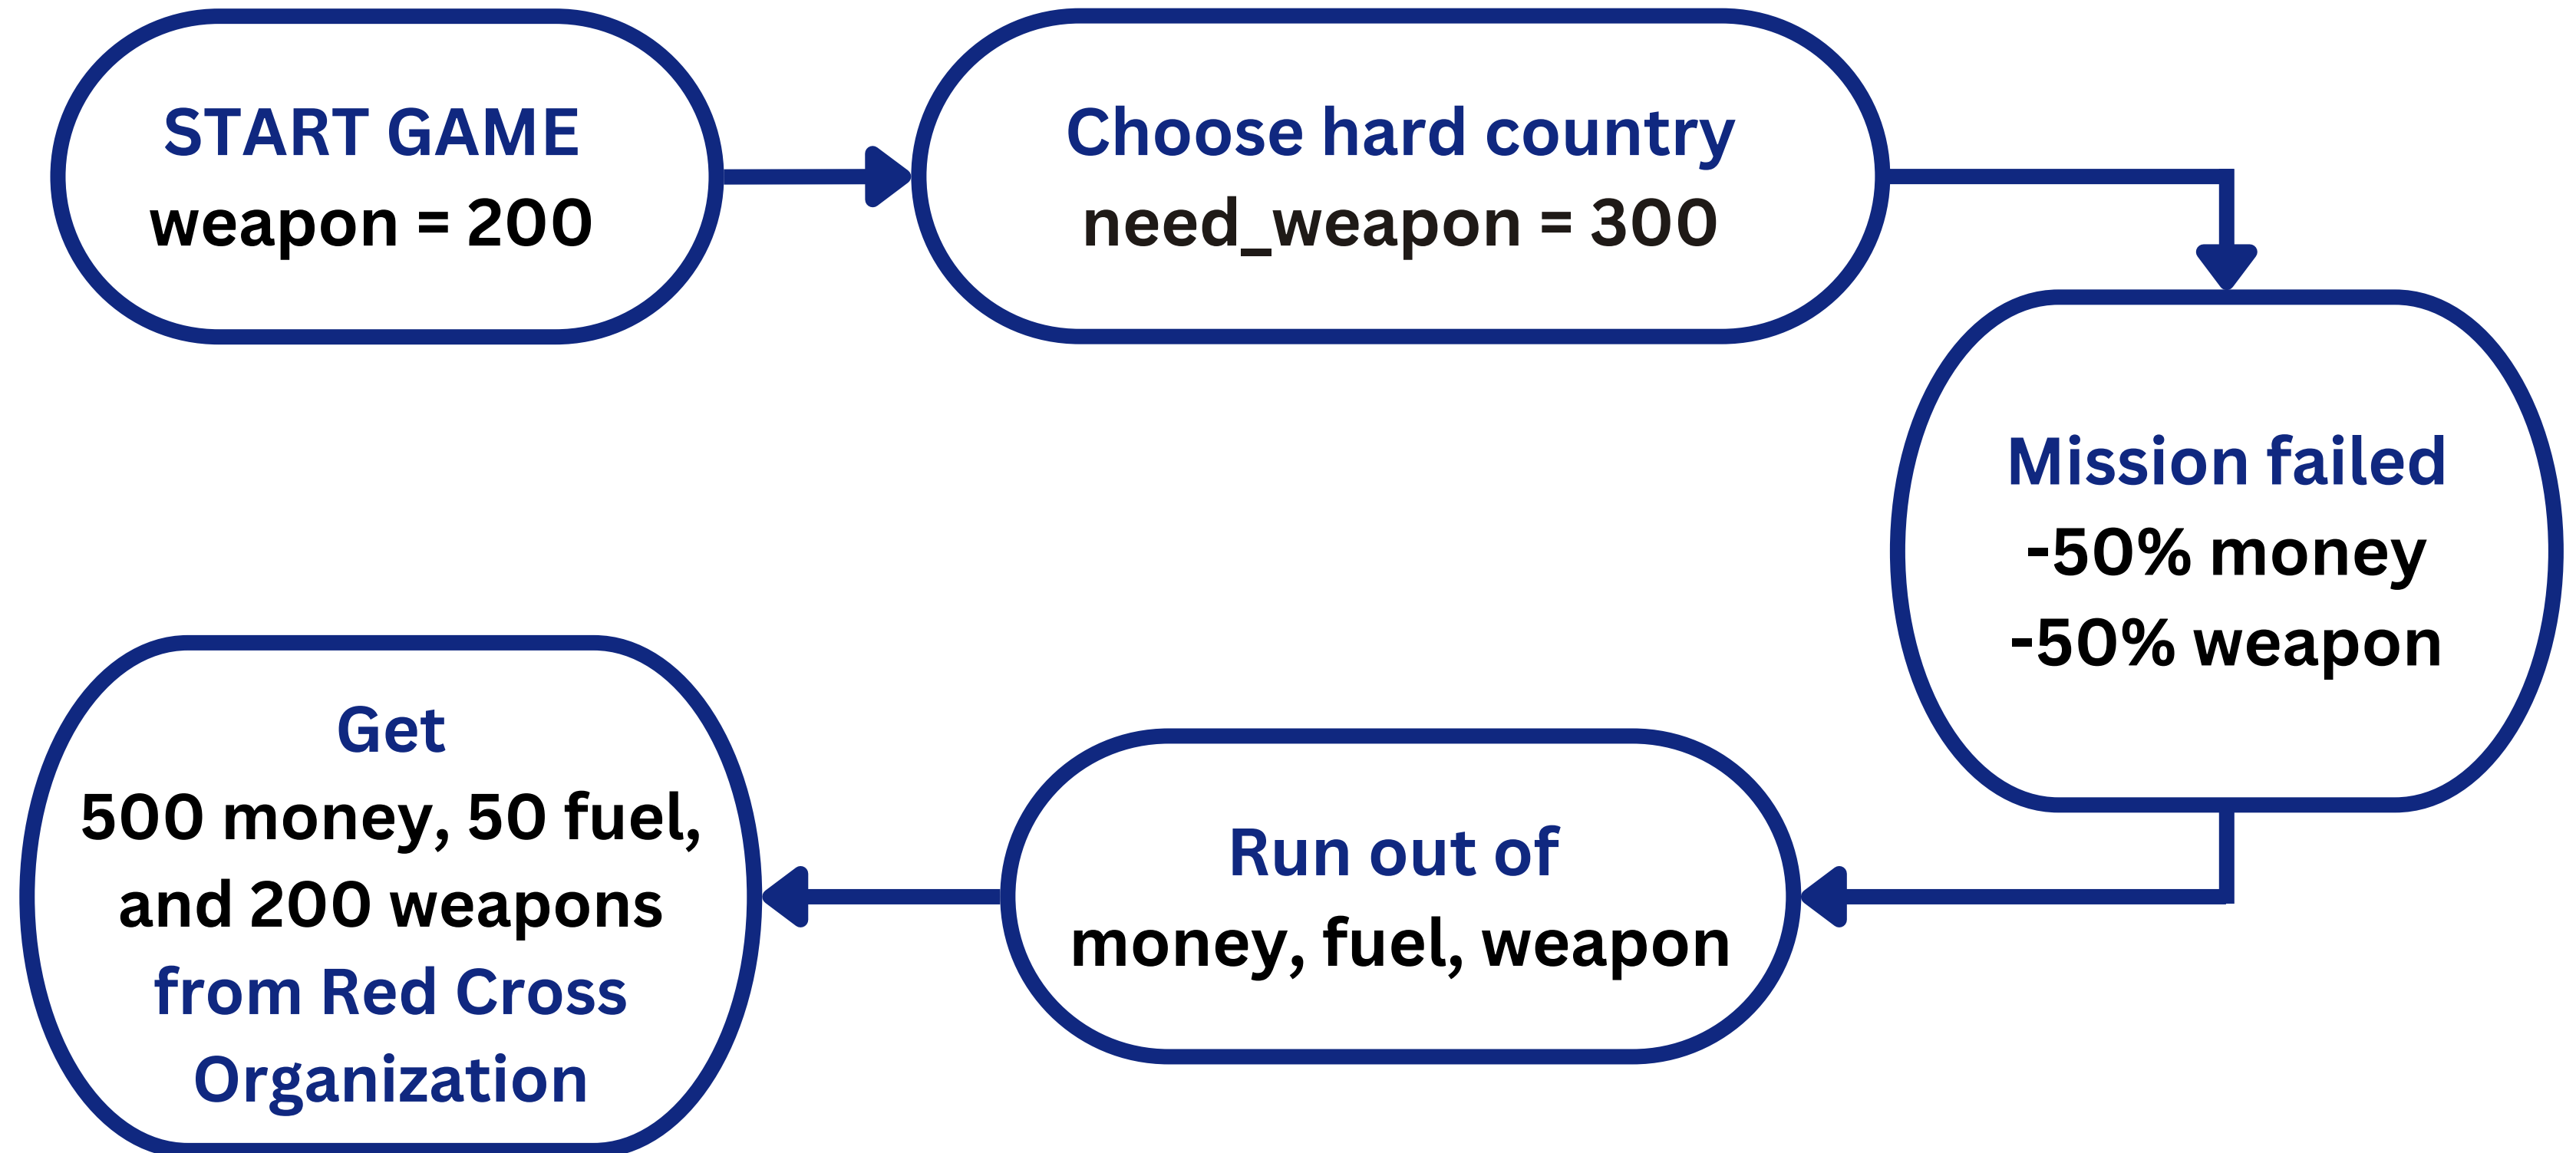 START GAME
weapon = 200
Choose hard country
need_weapon = 300
Mission failed
-50% money
-50% weapon
Run out of
money, fuel, weapon
Get
500 money, 50 fuel,
and 200 weapons
from Red Cross
Organization